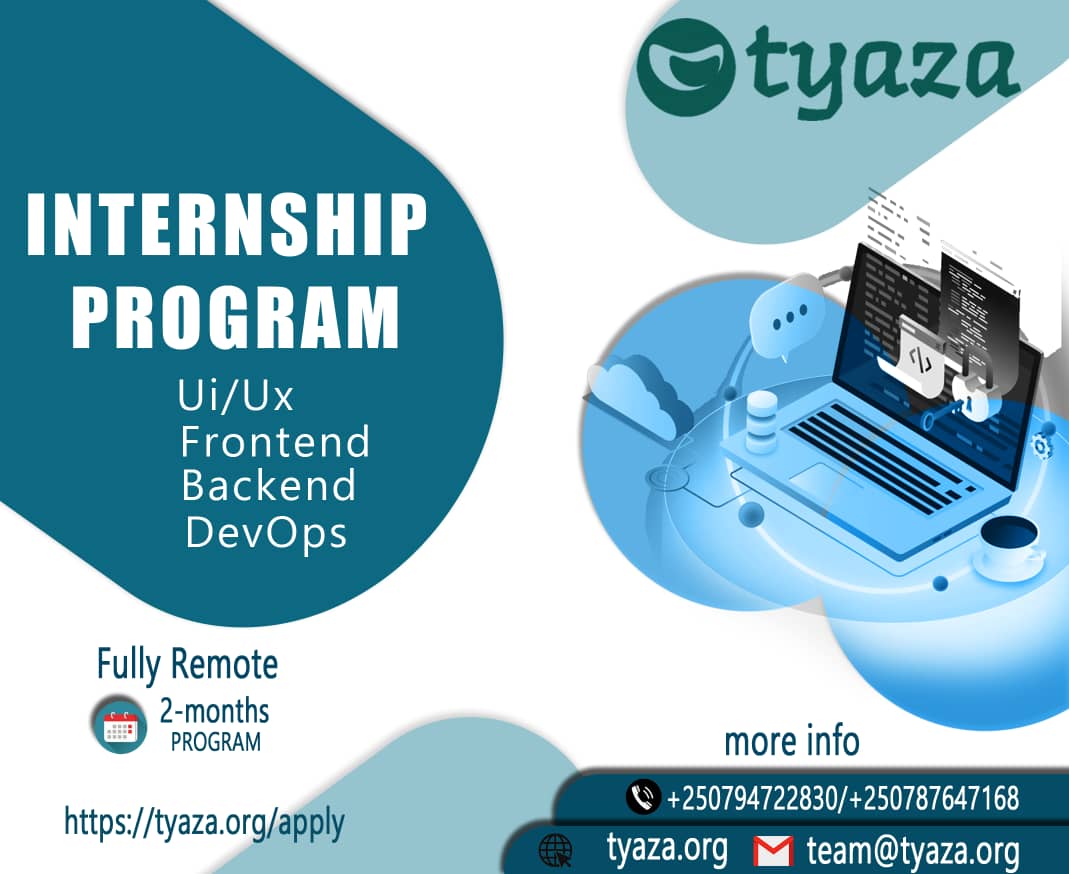 tyaza
INTERNSHIP
PROGRAM
Ui/Ux
Frontend
Backend
DevOps
Fully Remote
2-months
PROGRAM
https://tyaza.org/apply
more info
+250794722830/+250787647168
tyaza.org team@tyaza.org